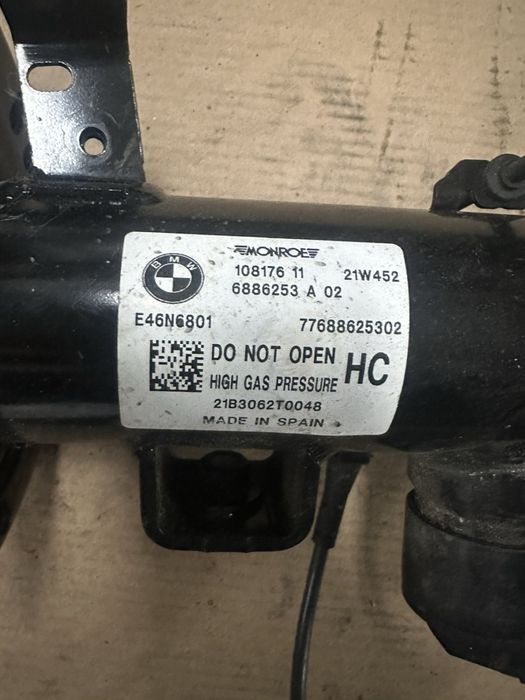 MONROE
BMW
108176 11 21W452
6886253 A 02
E46N6801 77688625302
DO NOT OPEN HC
HIGH GAS PRESSURE
21B3062T0048
MADE IN SPAIN